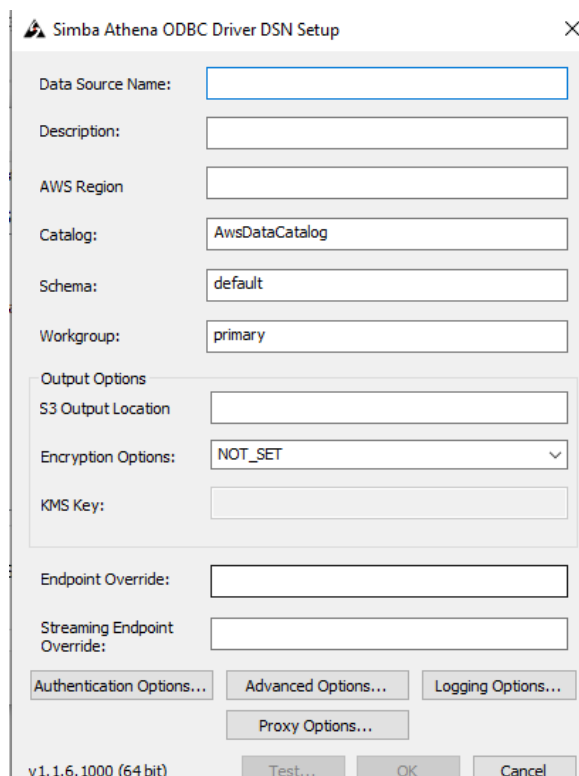 Simba Athena ODBC Driver DSN Setup
Data Source Name:
Description:
AWS Region
Catalog: AwsDataCatalog
Schema: default
Workgroup: primary
Output Options
S3 Output Location
Encryption Options: NOT_SET
KMS Key:
Endpoint Override:
Streaming Endpoint
Override:
Authentication Options... Advanced Options... Logging Options...
Proxy Options...
v1.1.6.1000 (64 bit) Test... OK Cancel